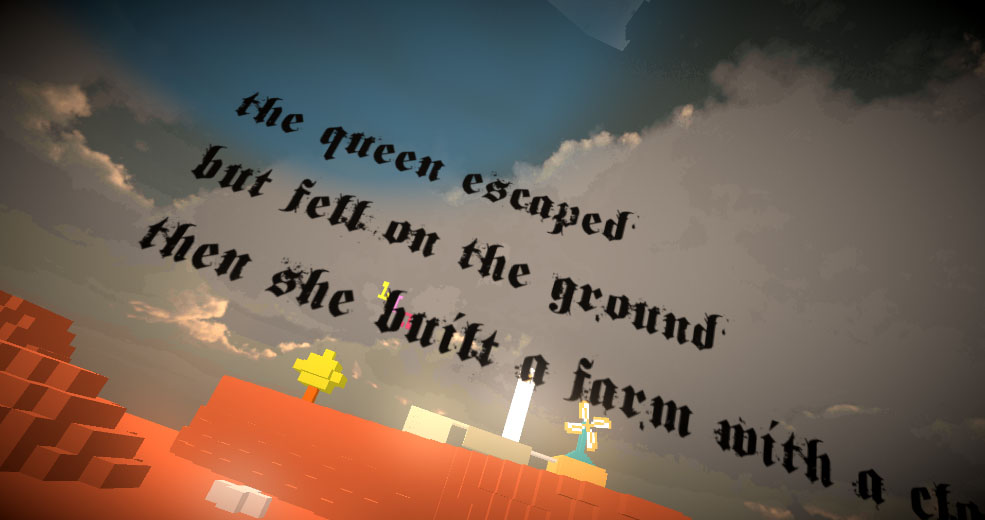 the queen escaped
but fell on the ground
then she built a farm with a